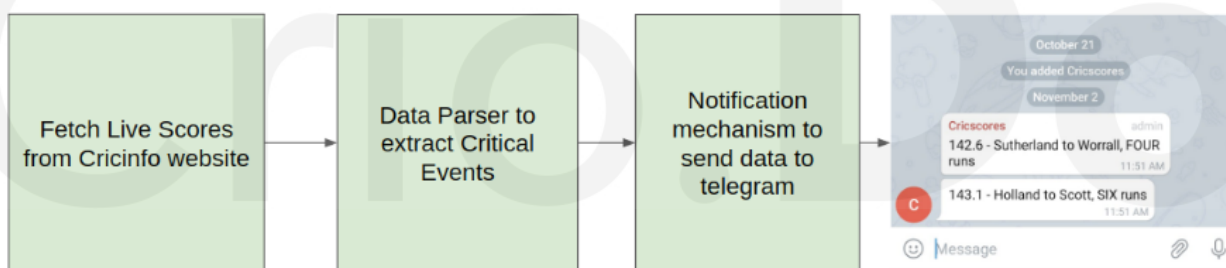 Fetch Live Scores
from Cricinfo website
Data Parser to
extract Critical
Events
Notification
mechanism to
send data to
telegram
October 21
You added Cricscores
November 2
Cricscores admin
142.6 - Sutherland to Worrall, FOUR
runs
11:51 AM
143.1 - Holland to Scott, SIX runs
11:51 AM
C
Message
Crio.Do